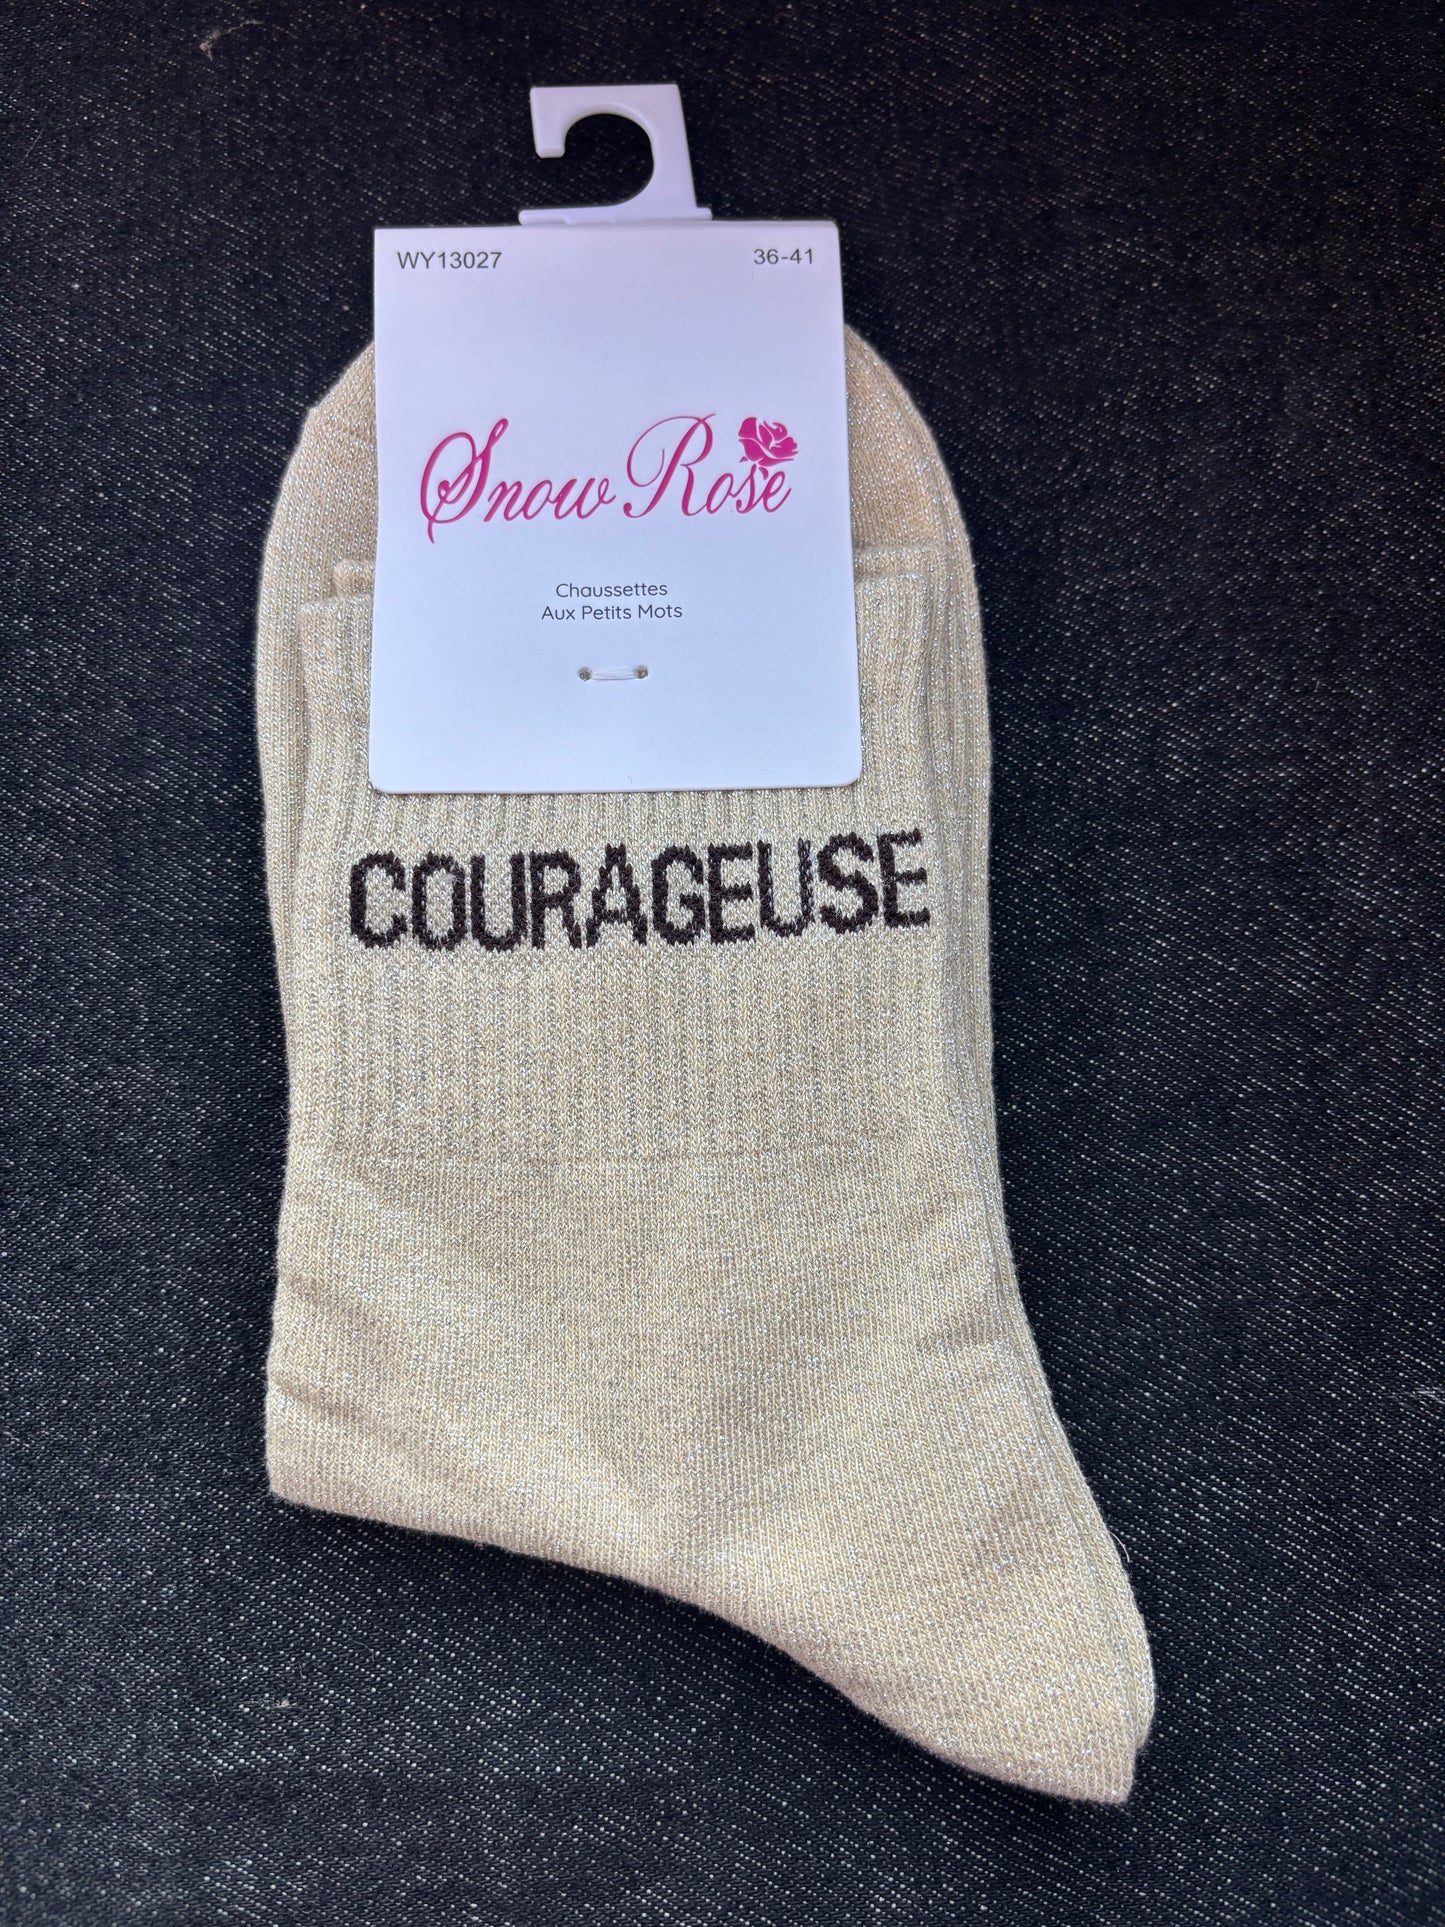 WY13027 36-41
Snow Rose
Chaussettes
Aux Petits Mots
COURAGEUSE